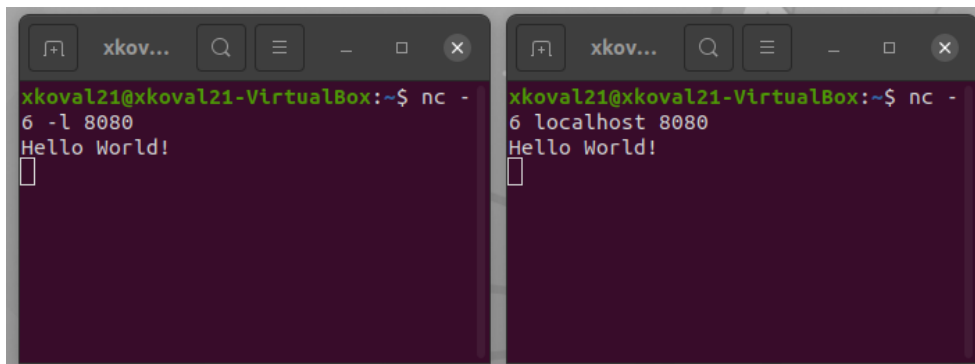 xkov...
xkoval21@xkoval21-VirtualBox:~$ nc -
6 -l 8080
Hello World!
xkov...
xkoval21@xkoval21-VirtualBox:~$ nc -
6 localhost 8080
Hello World!